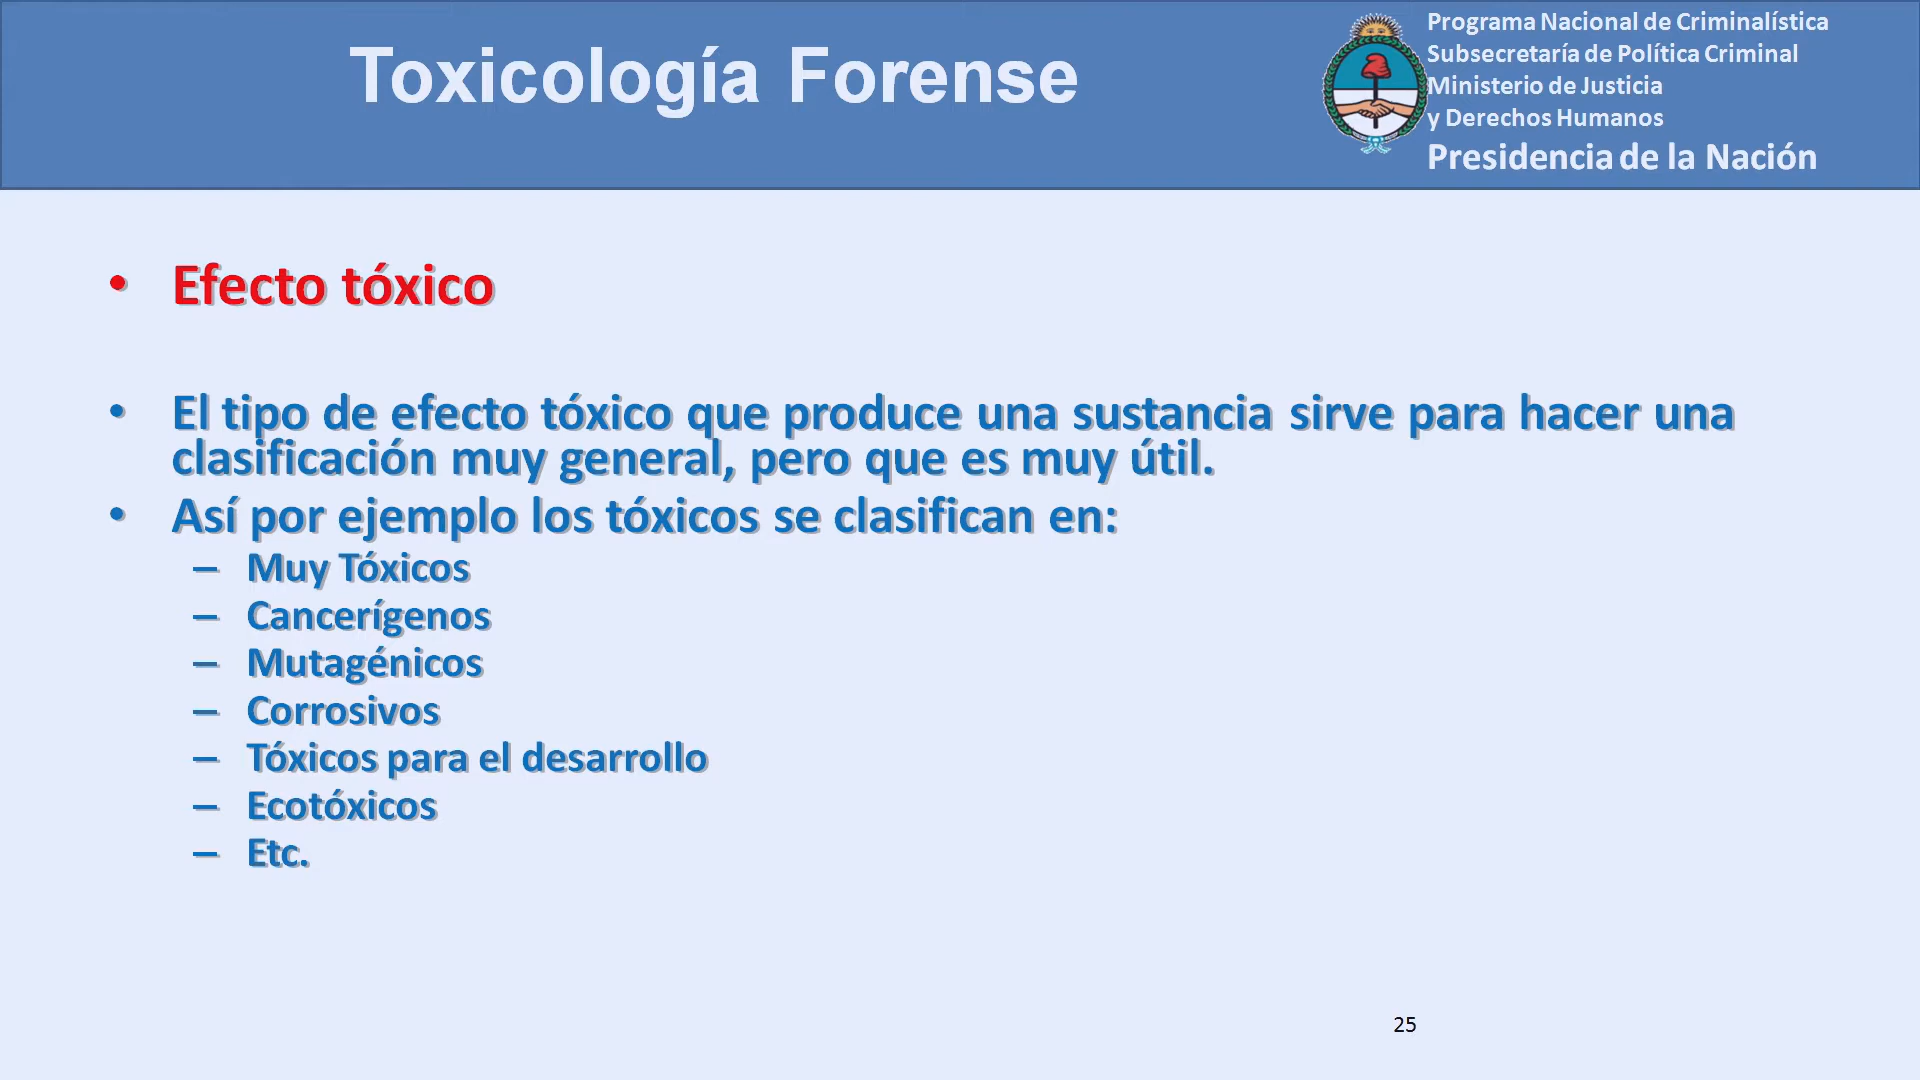 Toxicología Forense
Programa Nacional de Criminalística
Subsecretaría de Política Criminal
Ministerio de Justicia
y Derechos Humanos
Presidencia de la Nación
• Efecto tóxico
• El tipo de efecto tóxico que produce una sustancia sirve para hacer una
clasificación muy general, pero que es muy útil.
• Así por ejemplo los tóxicos se clasifican en:
– Muy Tóxicos
– Cancerígenos
– Mutagénicos
– Corrosivos
– Tóxicos para el desarrollo
– Ecotóxicos
– Etc.
25